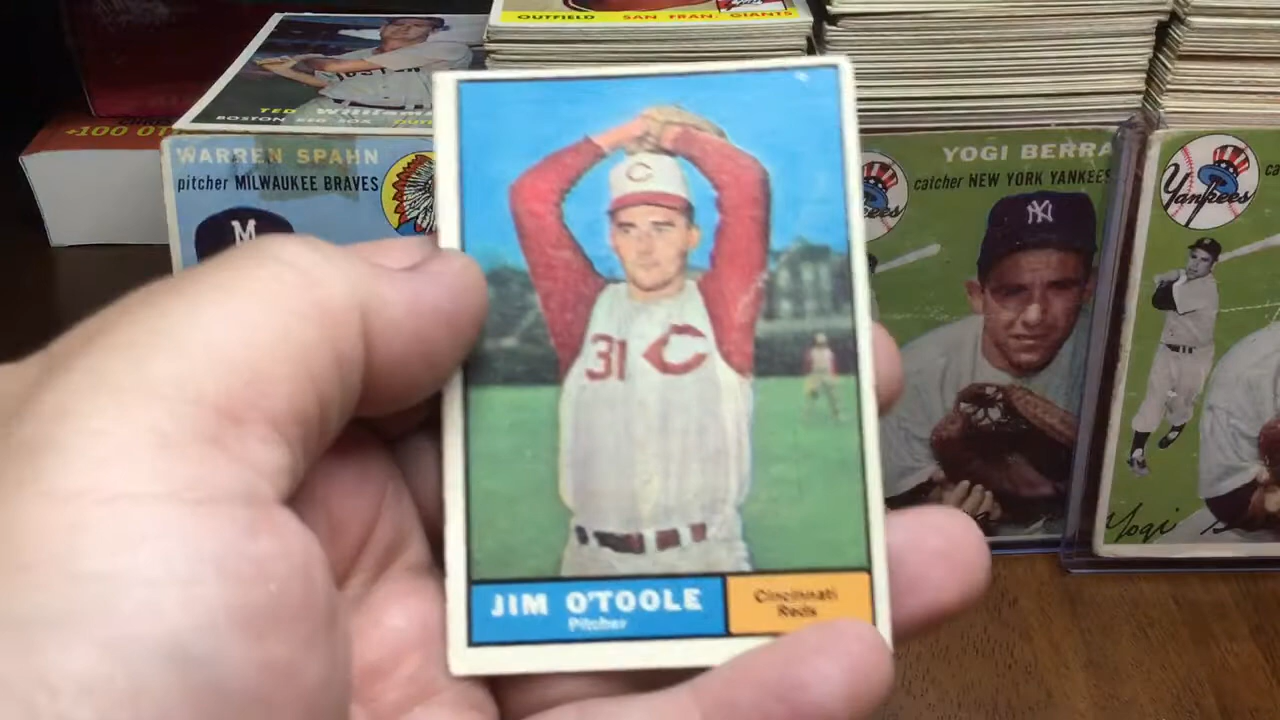 OUTFIELD SAN FRAN. GIANTS
TED Williams
BOSTON RED SOX
+100
WARREN SPAHN
pitcher MILWAUKEE BRAVES
M
YOGI BERRA
catcher NEW YORK YANKEES
NY
Yankees
C
31 C
JIM O'TOOLE
Pitcher
Cincinnati
Reds
Yogi